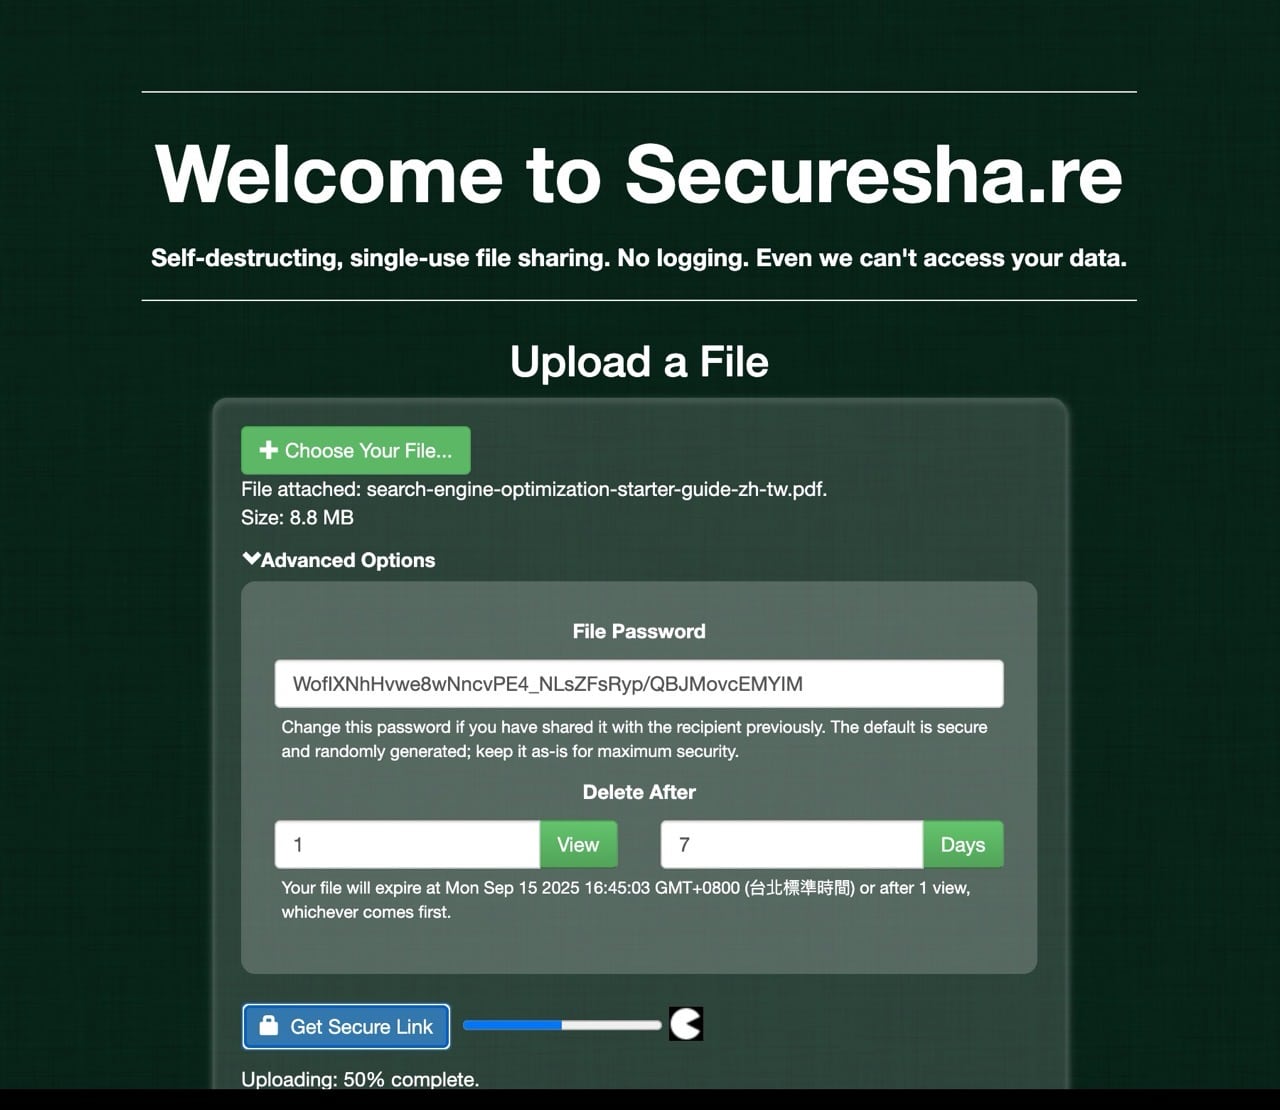 Welcome to Securesha.re
Self-destructing, single-use file sharing. No logging. Even we can't access your data.
Upload a File
Choose Your File...
File attached: search-engine-optimization-starter-guide-zh-tw.pdf.
Size: 8.8 MB
Advanced Options
File Password
WoflXNhHvwe8wNncvPE4_NLsZFsRyp/QBJMovcEMYIM
Change this password if you have shared it with the recipient previously. The default is secure
and randomly generated; keep it as-is for maximum security.
Delete After
1 View 7 Days
Your file will expire at Mon Sep 15 2025 16:45:03 GMT+0800 (台北標準時間) or after 1 view,
whichever comes first.
Get Secure Link
Uploading: 50% complete.